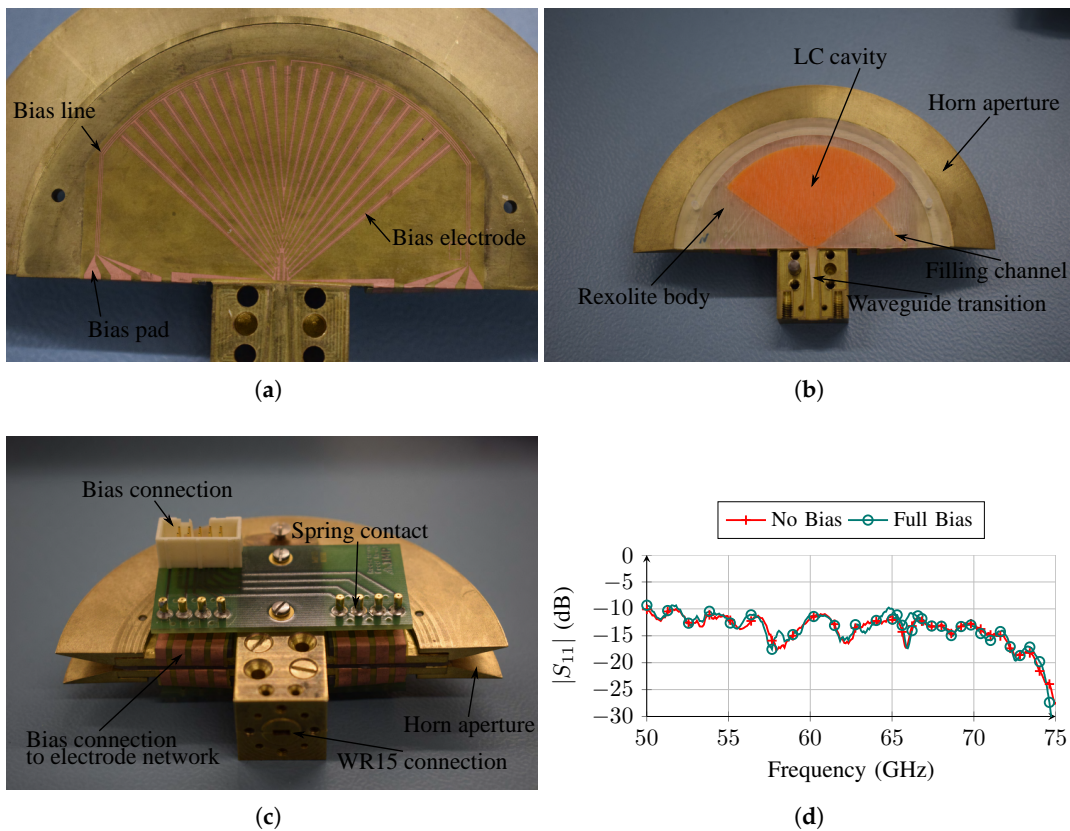 Bias line
Bias electrode
Bias pad
(a)
LC cavity
Horn aperture
Filling channel
Rexolite body
Waveguide transition
(b)
Bias connection
Spring contact
Horn aperture
Bias connection
to electrode network
WR15 connection
(c)
No Bias Full Bias
|S11| (dB)
0
−5
−10
−15
−20
−25
−30
50 55 60 65 70 75
Frequency (GHz)
(d)